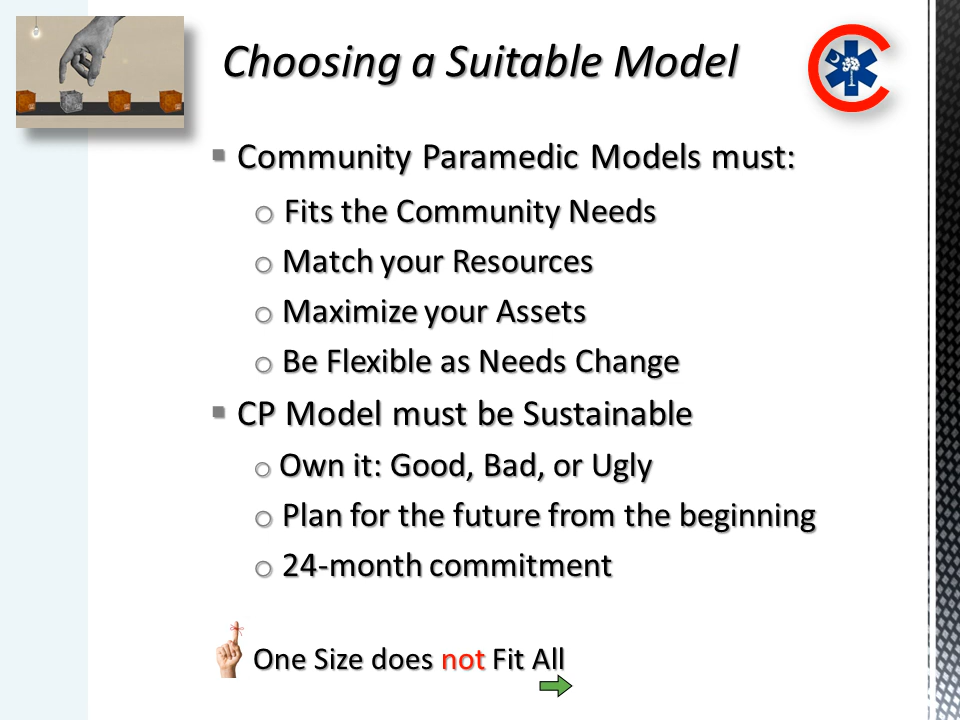 Choosing a Suitable Model
▪ Community Paramedic Models must:
o Fits the Community Needs
o Match your Resources
o Maximize your Assets
o Be Flexible as Needs Change
▪ CP Model must be Sustainable
o Own it: Good, Bad, or Ugly
o Plan for the future from the beginning
o 24-month commitment
One Size does not Fit All